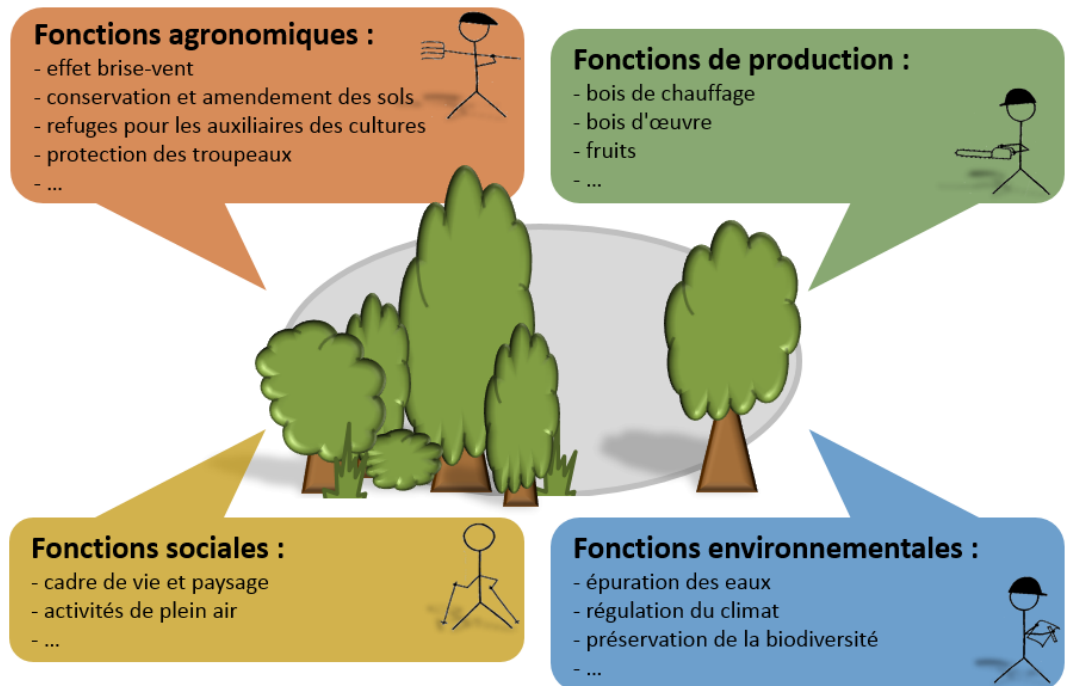 Fonctions agronomiques :
- effet brise-vent
- conservation et amendement des sols
- refuges pour les auxiliaires des cultures
- protection des troupeaux
- ...
Fonctions de production :
- bois de chauffage
- bois d'œuvre
- fruits
- ...
Fonctions sociales :
- cadre de vie et paysage
- activités de plein air
- ...
Fonctions environnementales :
- épuration des eaux
- régulation du climat
- préservation de la biodiversité
- ...